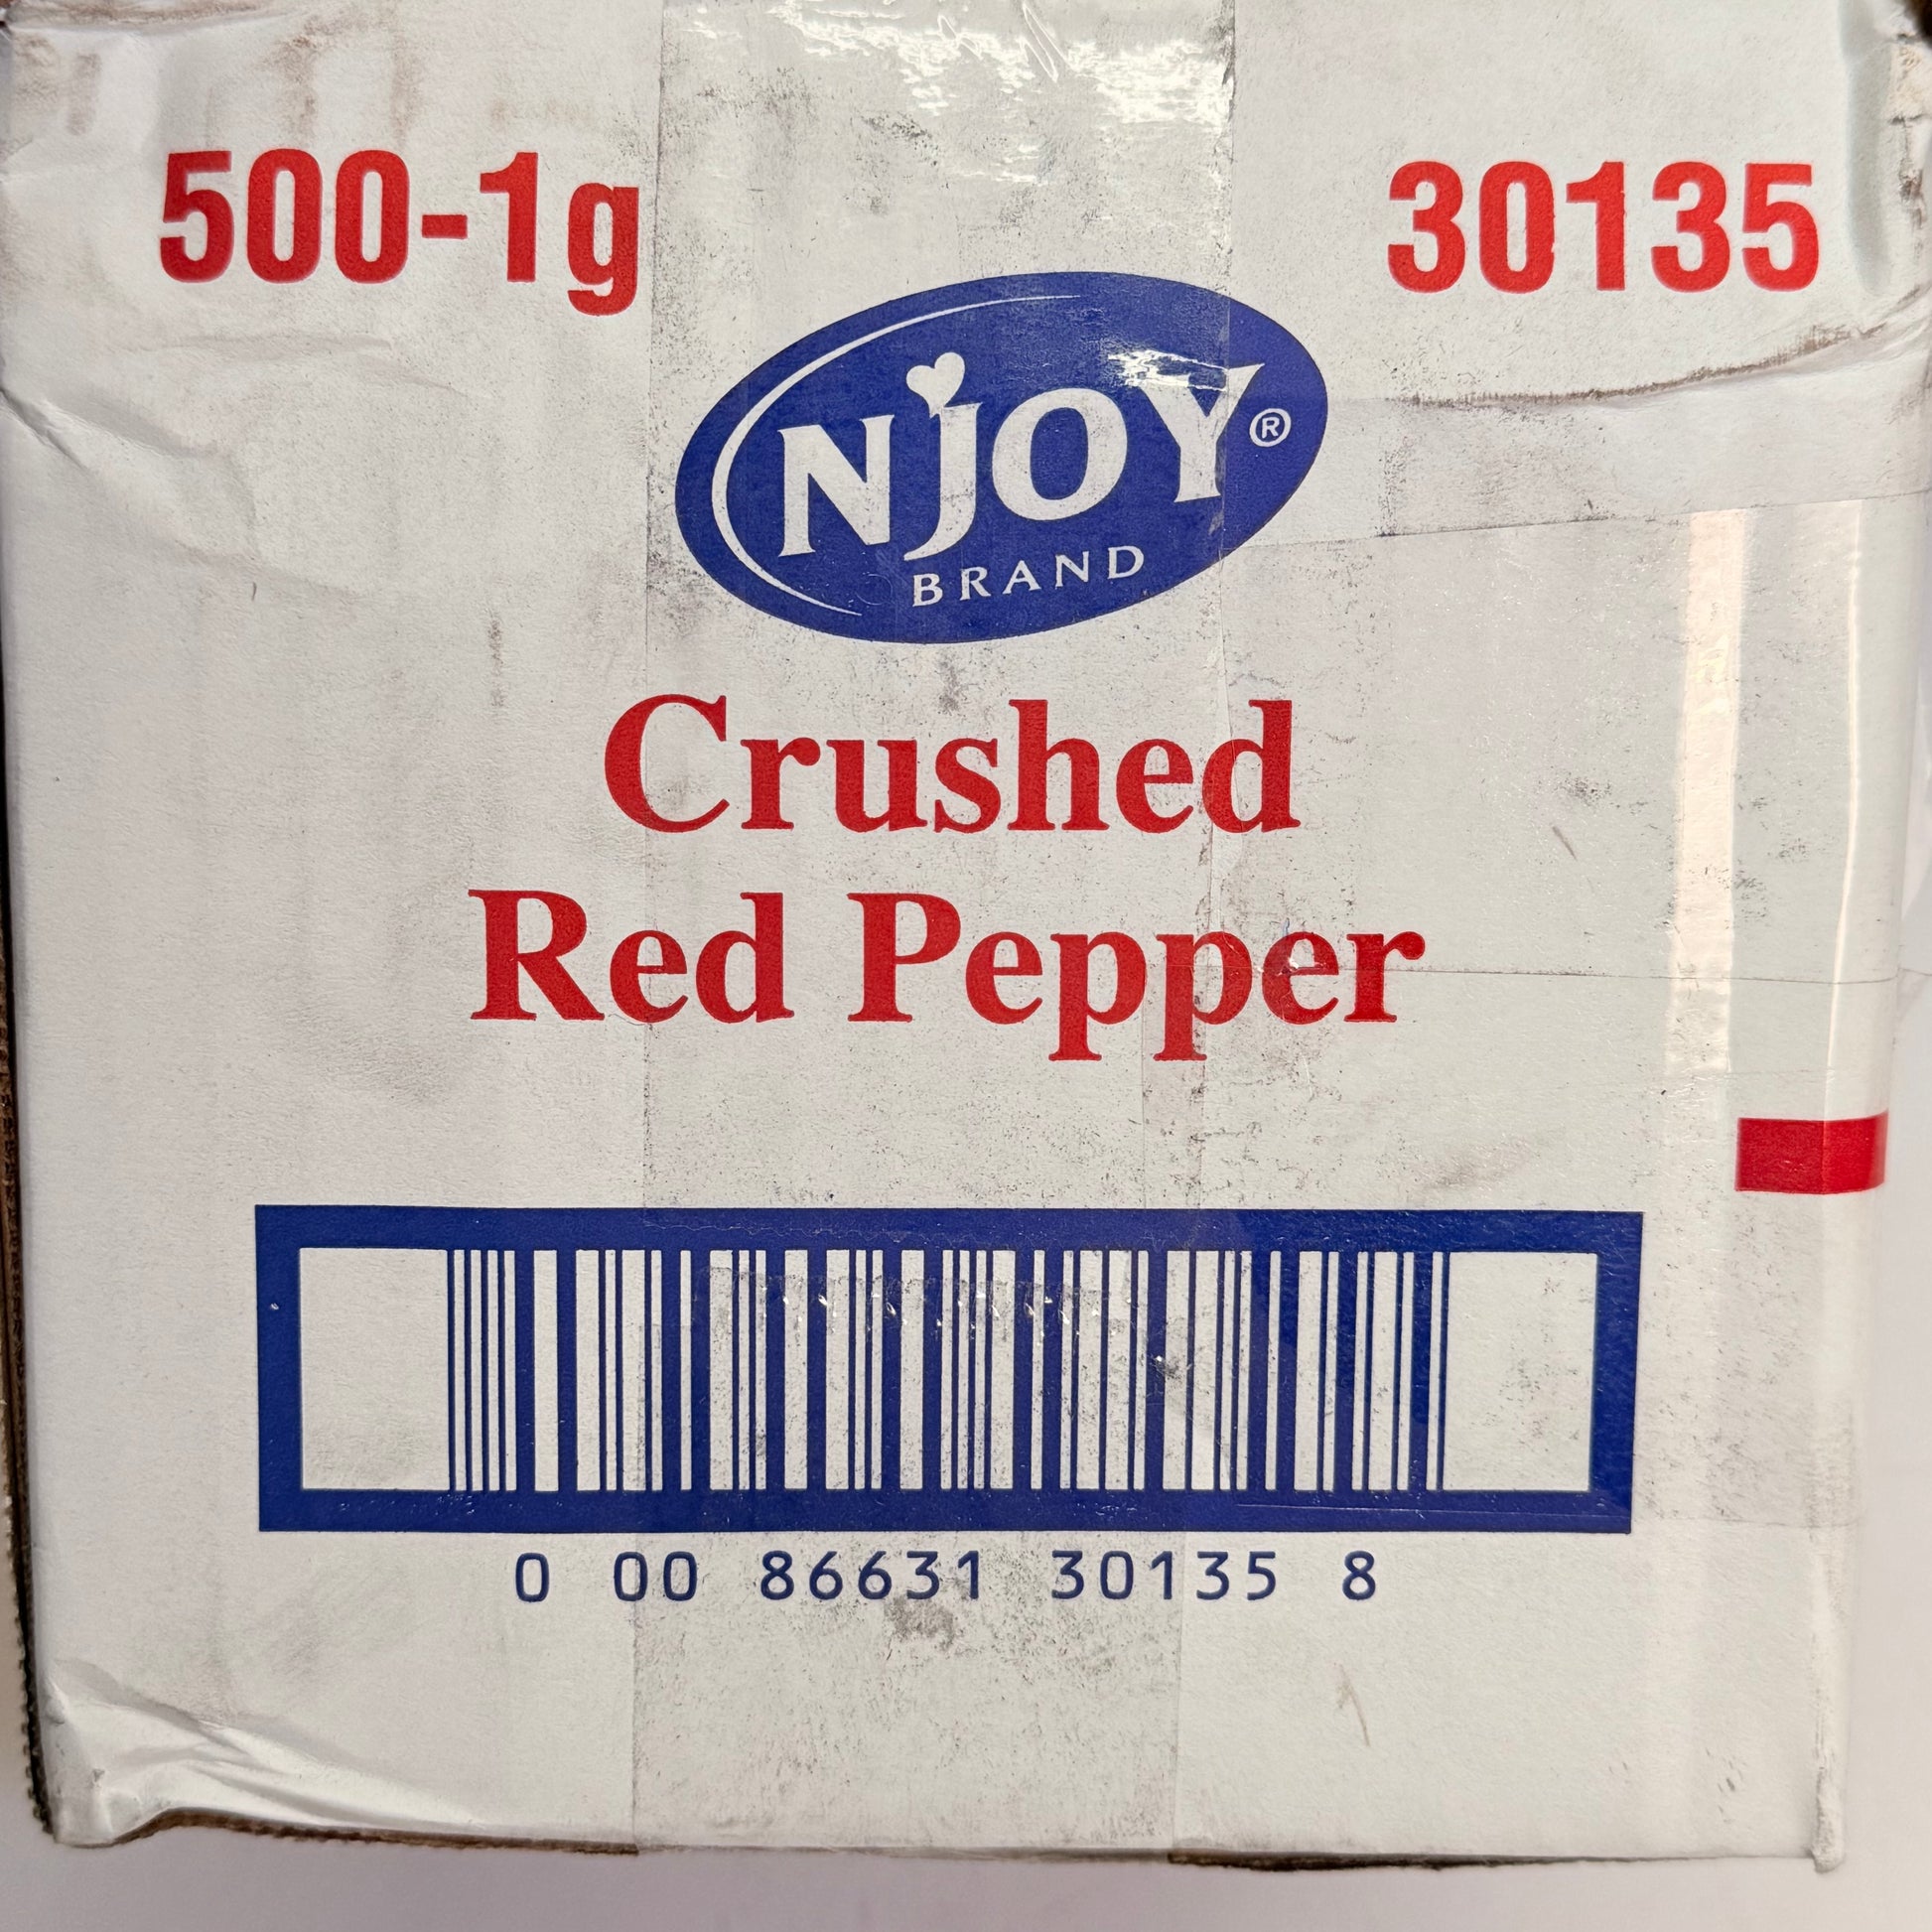 500-1g
30135
N'JOY®
BRAND
Crushed
Red Pepper
0 00 86631 30135 8